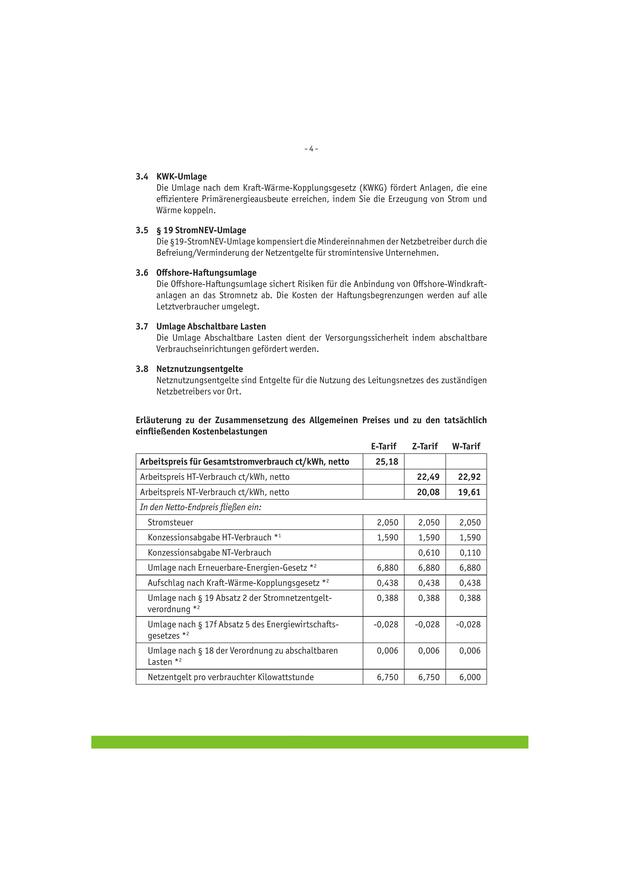 - 4 -
3.4 KWK-Umlage
Die Umlage nach dem Kraft-Wärme-Kopplungsgesetz (KWKG) fördert Anlagen, die eine
effizientere Primärenergieausbeute erreichen, indem Sie die Erzeugung von Strom und
Wärme koppeln.
3.5 § 19 StromNEV-Umlage
Die §19-StromNEV-Umlage kompensiert die Mindereinnahmen der Netzbetreiber durch die
Befreiung/Verminderung der Netzentgelte für stromintensive Unternehmen.
3.6 Offshore-Haftungsumlage
Die Offshore-Haftungsumlage sichert Risiken für die Anbindung von Offshore-Windkraft-
anlagen an das Stromnetz ab. Die Kosten der Haftungsbegrenzungen werden auf alle
Letztverbraucher umgelegt.
3.7 Umlage Abschaltbare Lasten
Die Umlage Abschaltbare Lasten dient der Versorgungssicherheit indem abschaltbare
Verbrauchseinrichtungen gefördert werden.
3.8 Netznutzungsentgelte
Netznutzungsentgelte sind Entgelte für die Nutzung des Leitungsnetzes des zuständigen
Netzbetreibers vor Ort.
Erläuterung zu der Zusammensetzung des Allgemeinen Preises und zu den tatsächlich
einfließenden Kostenbelastungen
E-Tarif Z-Tarif W-Tarif
Arbeitspreis für Gesamtstromverbrauch ct/kWh, netto 25,18
Arbeitspreis HT-Verbrauch ct/kWh, netto 22,49 22,92
Arbeitspreis NT-Verbrauch ct/kWh, netto 20,08 19,61
In den Netto-Endpreis fließen ein:
Stromsteuer 2,050 2,050 2,050
Konzessionsabgabe HT-Verbrauch *1 1,590 1,590 1,590
Konzessionsabgabe NT-Verbrauch 0,610 0,110
Umlage nach Erneuerbare-Energien-Gesetz *2 6,880 6,880 6,880
Aufschlag nach Kraft-Wärme-Kopplungsgesetz *2 0,438 0,438 0,438
Umlage nach § 19 Absatz 2 der Stromnetzentgelt- 0,388 0,388 0,388
verordnung *2
Umlage nach § 17f Absatz 5 des Energiewirtschafts- -0,028 -0,028 -0,028
gesetzes *2
Umlage nach § 18 der Verordnung zu abschaltbaren 0,006 0,006 0,006
Lasten *2
Netzentgelt pro verbrauchter Kilowattstunde 6,750 6,750 6,000